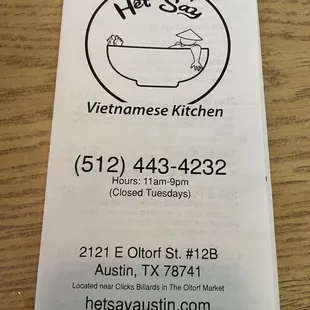 Het Say
Vietnamese Kitchen
(512) 443-4232
Hours: 11am-9pm
(Closed Tuesdays)
2121 E Oltorf St. #12B
Austin, TX 78741
Located near Clicks Billards in The Oltorf Market
hetsayaustin.com